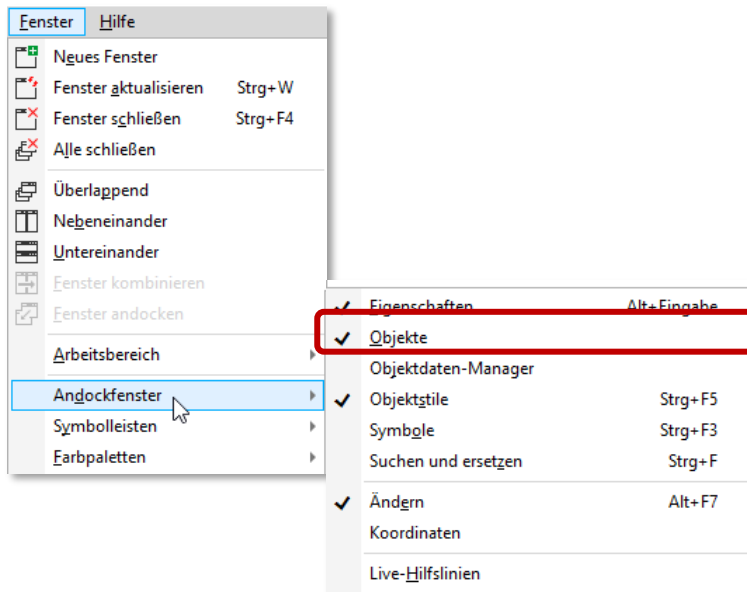 Fenster Hilfe
Neues Fenster
Fenster aktualisieren Strg+W
Fenster schließen Strg+F4
Alle schließen
Überlappend
Nebeneinander
Untereinander
Fenster kombinieren
Fenster andocken
Arbeitsbereich
Andockfenster
Symbolleisten
Farbpaletten
Eigenschaften Alt+Eingabe
Objekte
Objektdaten-Manager
Objektstile Strg+F5
Symbole Strg+F3
Suchen und ersetzen Strg+F
Ändern Alt+F7
Koordinaten
Live-Hilfslinien